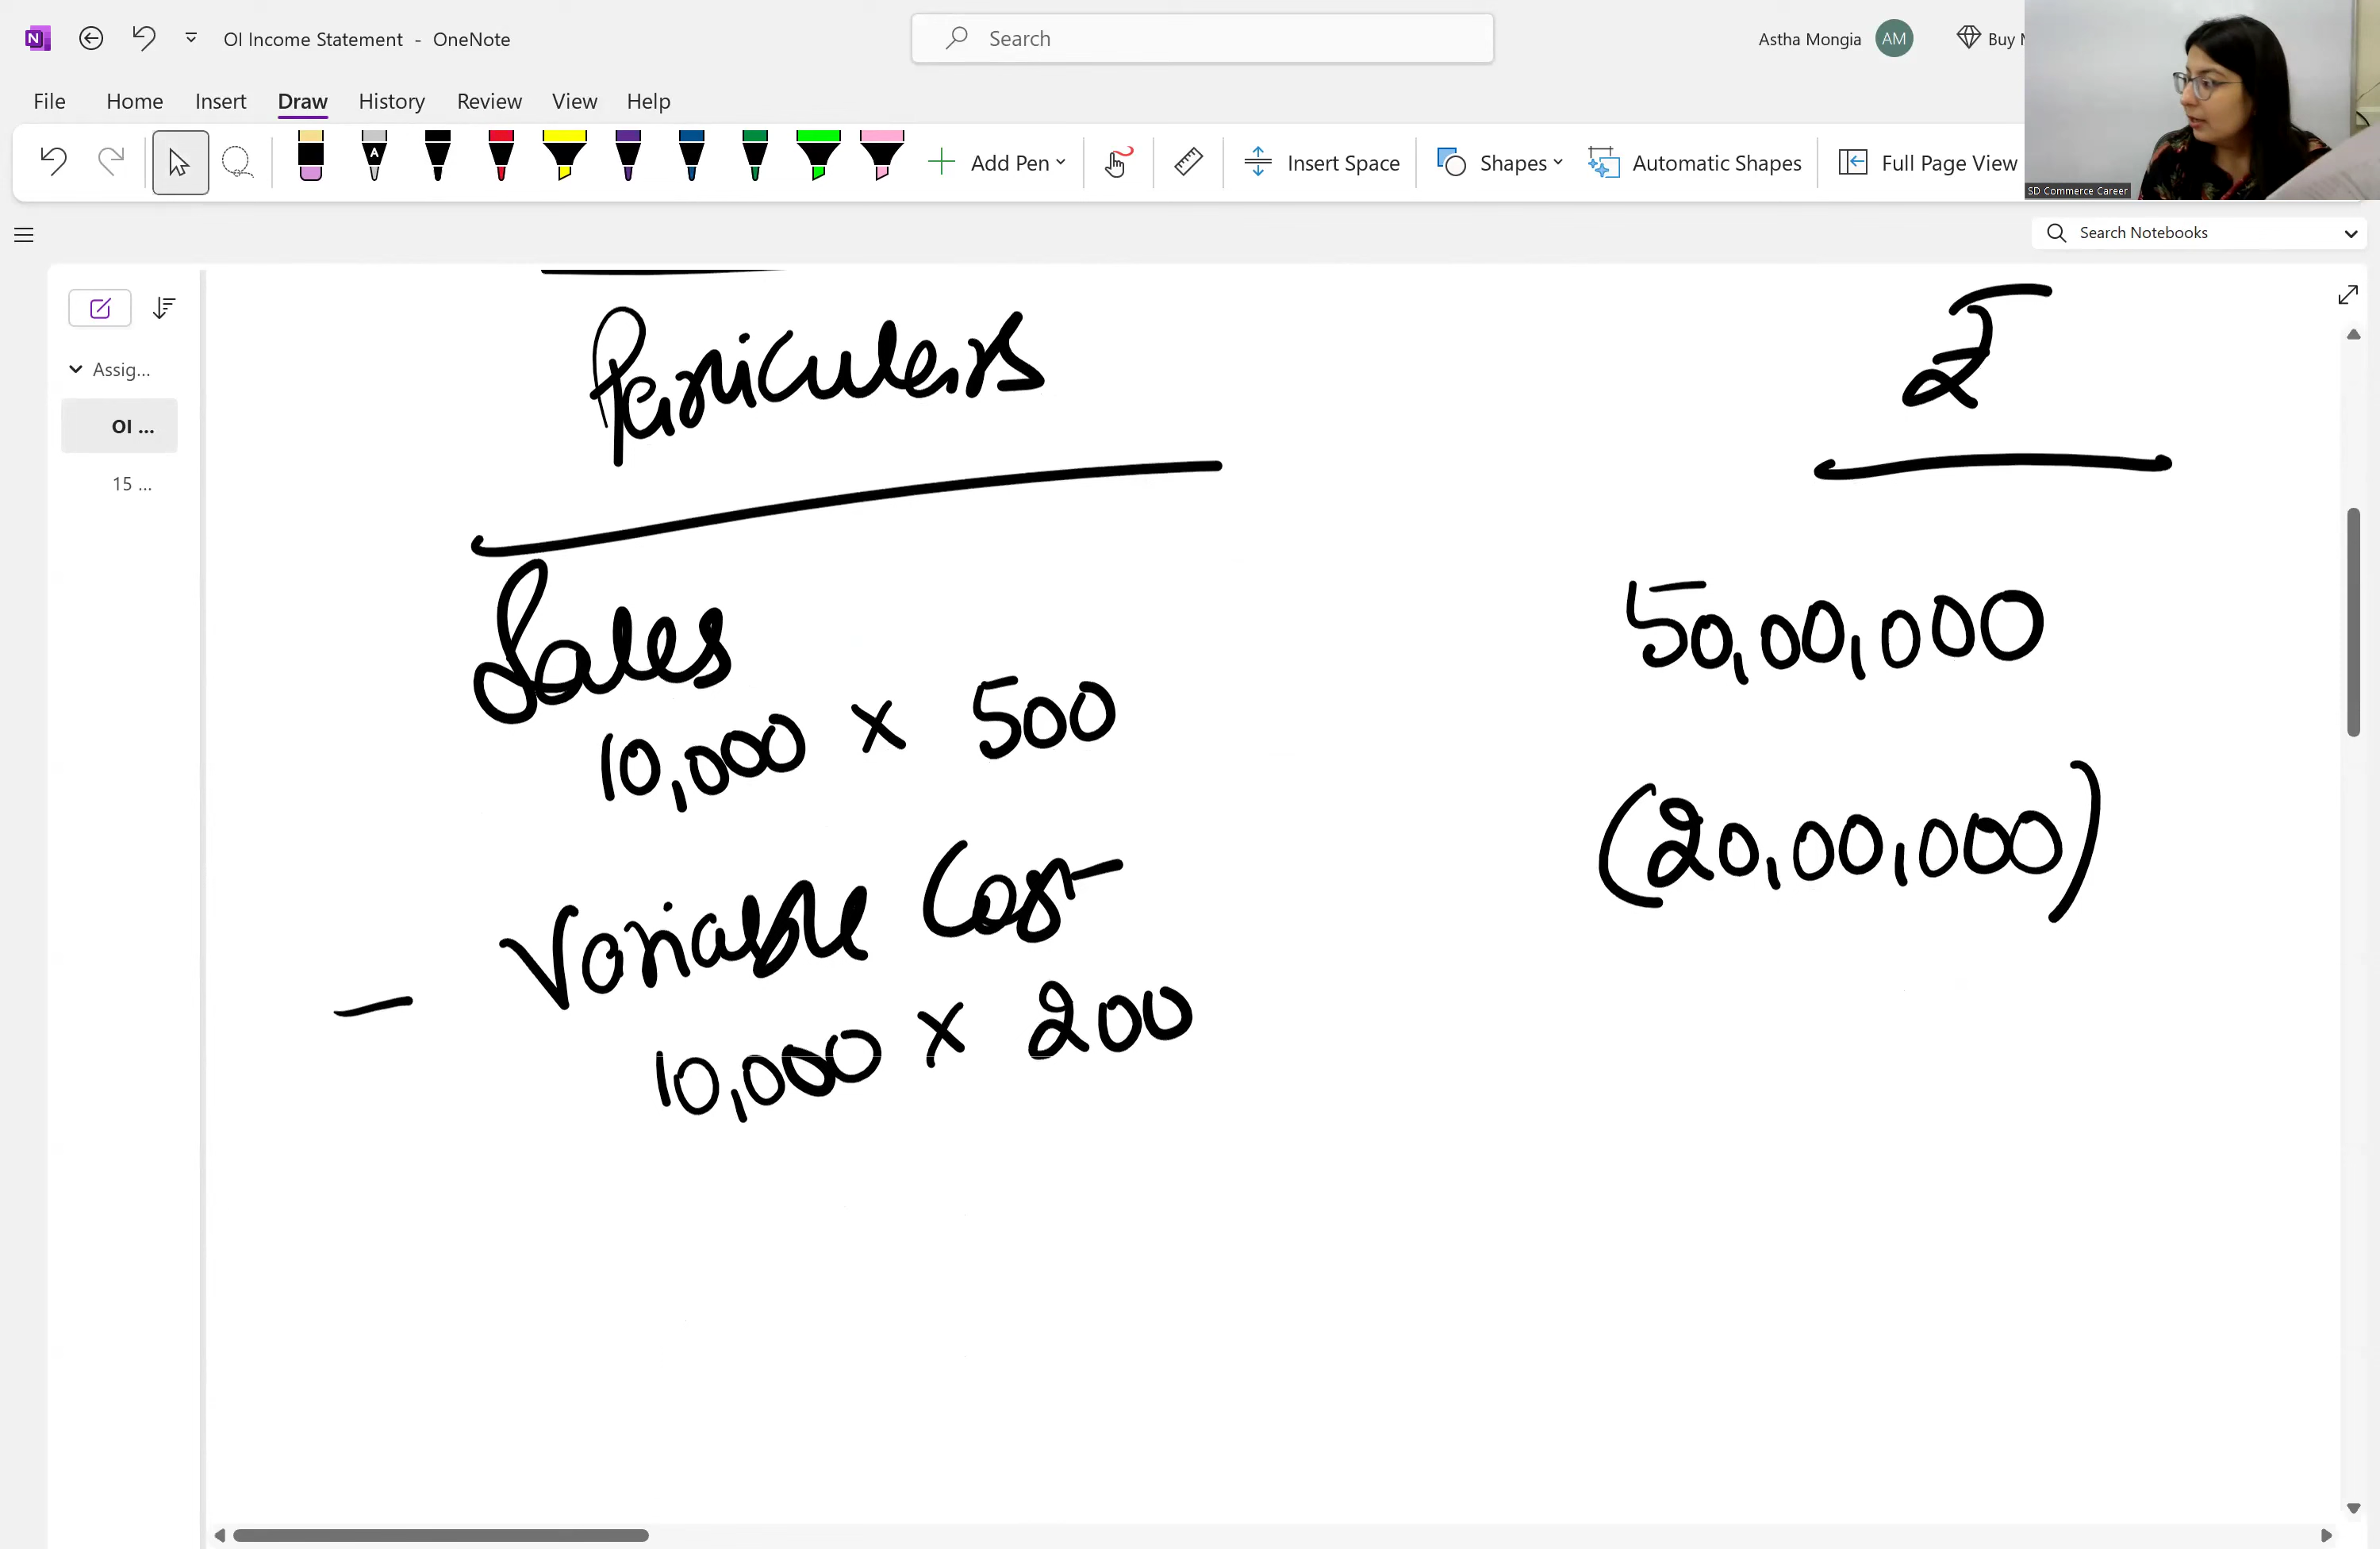 OI Income Statement - OneNote
Search
Astha Mongia AM Buy
File Home Insert Draw History Review View Help
A Add Pen Insert Space Shapes Automatic Shapes Full Page View
SD Commerce Career
Search Notebooks
Assig...
OI ...
15 ...
Particulars ₹
Sales 50,00,000
10,000 x 500
- Variable Cost (20,00,000)
10,000 x 200